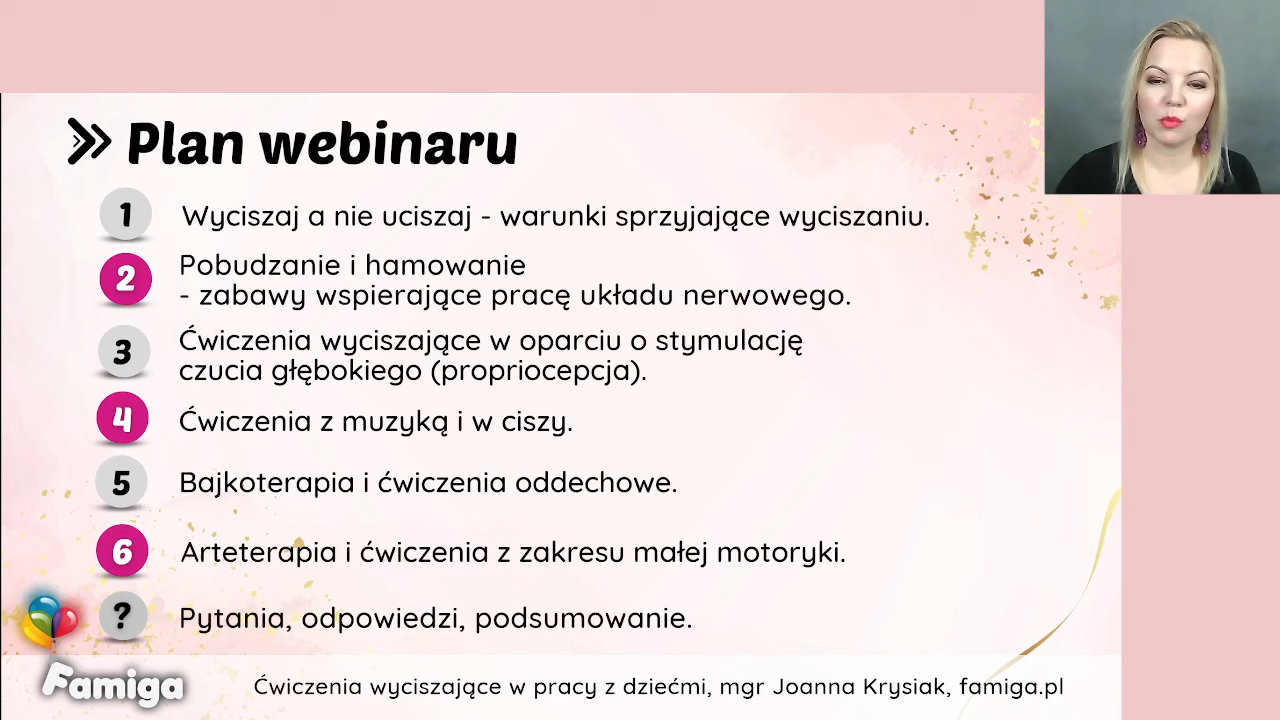 Plan webinaru
1 Wyciszaj a nie uciszaj - warunki sprzyjające wyciszaniu.
2 Pobudzanie i hamowanie
- zabawy wspierające pracę układu nerwowego.
3 Ćwiczenia wyciszające w oparciu o stymulację
czucia głębokiego (propriocepcja).
4 Ćwiczenia z muzyką i w ciszy.
5 Bajkoterapia i ćwiczenia oddechowe.
6 Arteterapia i ćwiczenia z zakresu małej motoryki.
? Pytania, odpowiedzi, podsumowanie.
Famiga
Ćwiczenia wyciszające w pracy z dziećmi, mgr Joanna Krysiak, famiga.pl